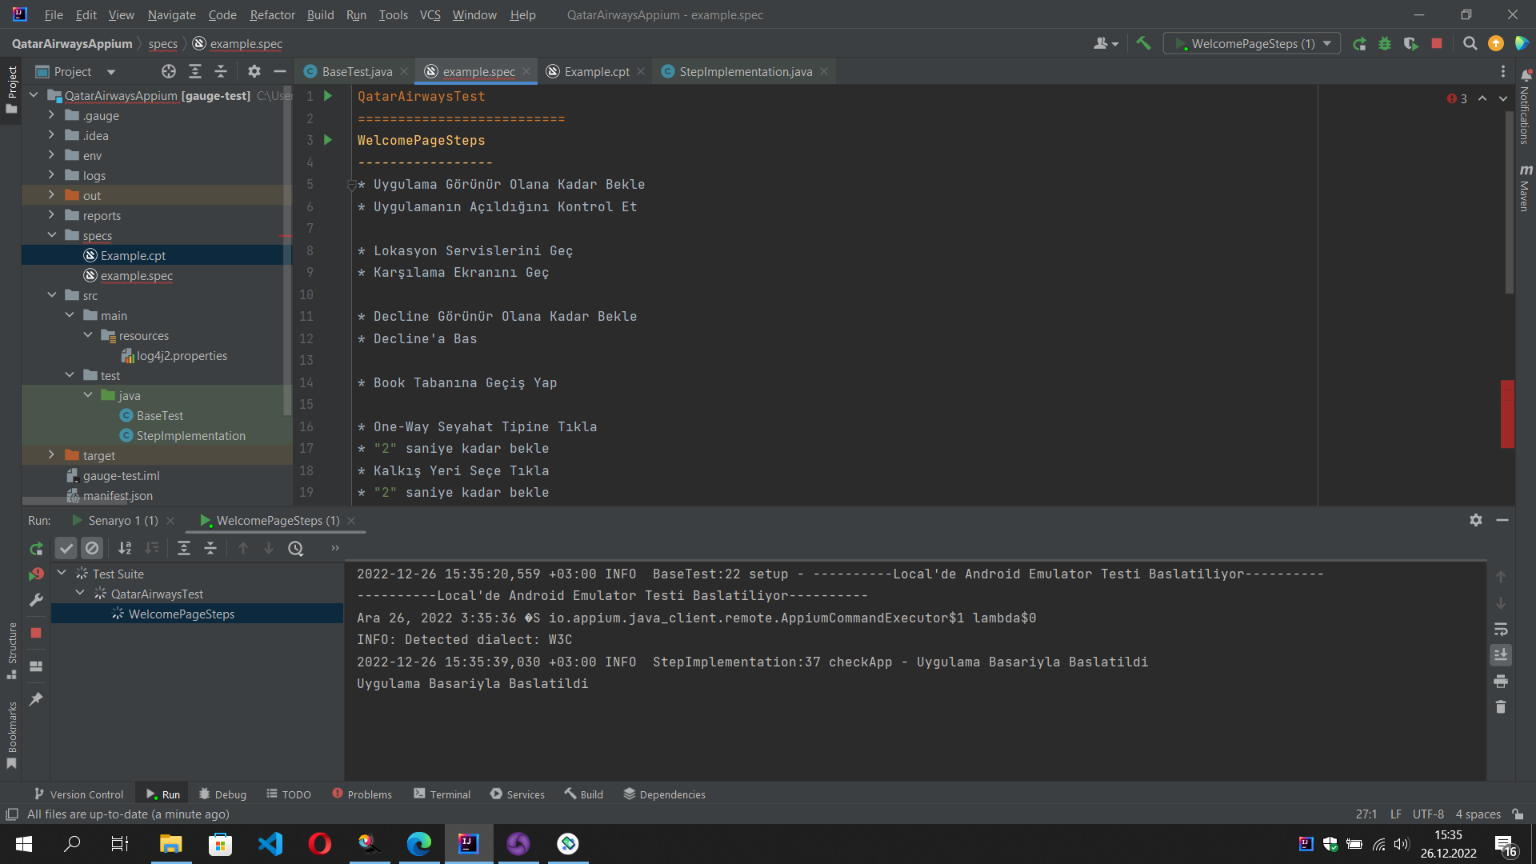 File Edit View Navigate Code Refactor Build Run Tools VCS Window Help QatarAirwaysAppium - example.spec
QatarAirwaysAppium specs example.spec WelcomePageSteps (1)
Project BaseTest.java example.spec Example.cpt StepImplementation.java
Project
Structure
Bookmarks
QatarAirwaysAppium [gauge-test] C:\User
.gauge
.idea
env
logs
out
reports
specs
Example.cpt
example.spec
src
main
resources
log4j2.properties
test
java
BaseTest
StepImplementation
target
gauge-test.iml
manifest.json
1 QatarAirwaysTest
2 ==========================
3 WelcomePageSteps
4 -----------------
5 * Uygulama Görünür Olana Kadar Bekle
6 * Uygulamanın Açıldığını Kontrol Et
7
8 * Lokasyon Servislerini Geç
9 * Karşılama Ekranını Geç
10
11 * Decline Görünür Olana Kadar Bekle
12 * Decline'a Bas
13
14 * Book Tabanına Geçiş Yap
15
16 * One-Way Seyahat Tipine Tıkla
17 * "2" saniye kadar bekle
18 * Kalkış Yeri Seçe Tıkla
19 * "2" saniye kadar bekle
3
Notifications
m Maven
Run: Senaryo 1 (1) WelcomePageSteps (1)
Test Suite
QatarAirwaysTest
WelcomePageSteps
2022-12-26 15:35:20,559 +03:00 INFO  BaseTest:22 setup - ----------Local'de Android Emulator Testi Baslatiliyor----------
----------Local'de Android Emulator Testi Baslatiliyor----------
Ara 26, 2022 3:35:36 �S io.appium.java_client.remote.AppiumCommandExecutor$1 lambda$0
INFO: Detected dialect: W3C
2022-12-26 15:35:39,030 +03:00 INFO  StepImplementation:37 checkApp - Uygulama Basariyla Baslatildi
Uygulama Basariyla Baslatildi
Version Control Run Debug TODO Problems Terminal Services Build Dependencies
All files are up-to-date (a minute ago) 27:1 LF UTF-8 4 spaces
15:35
26.12.2022
16